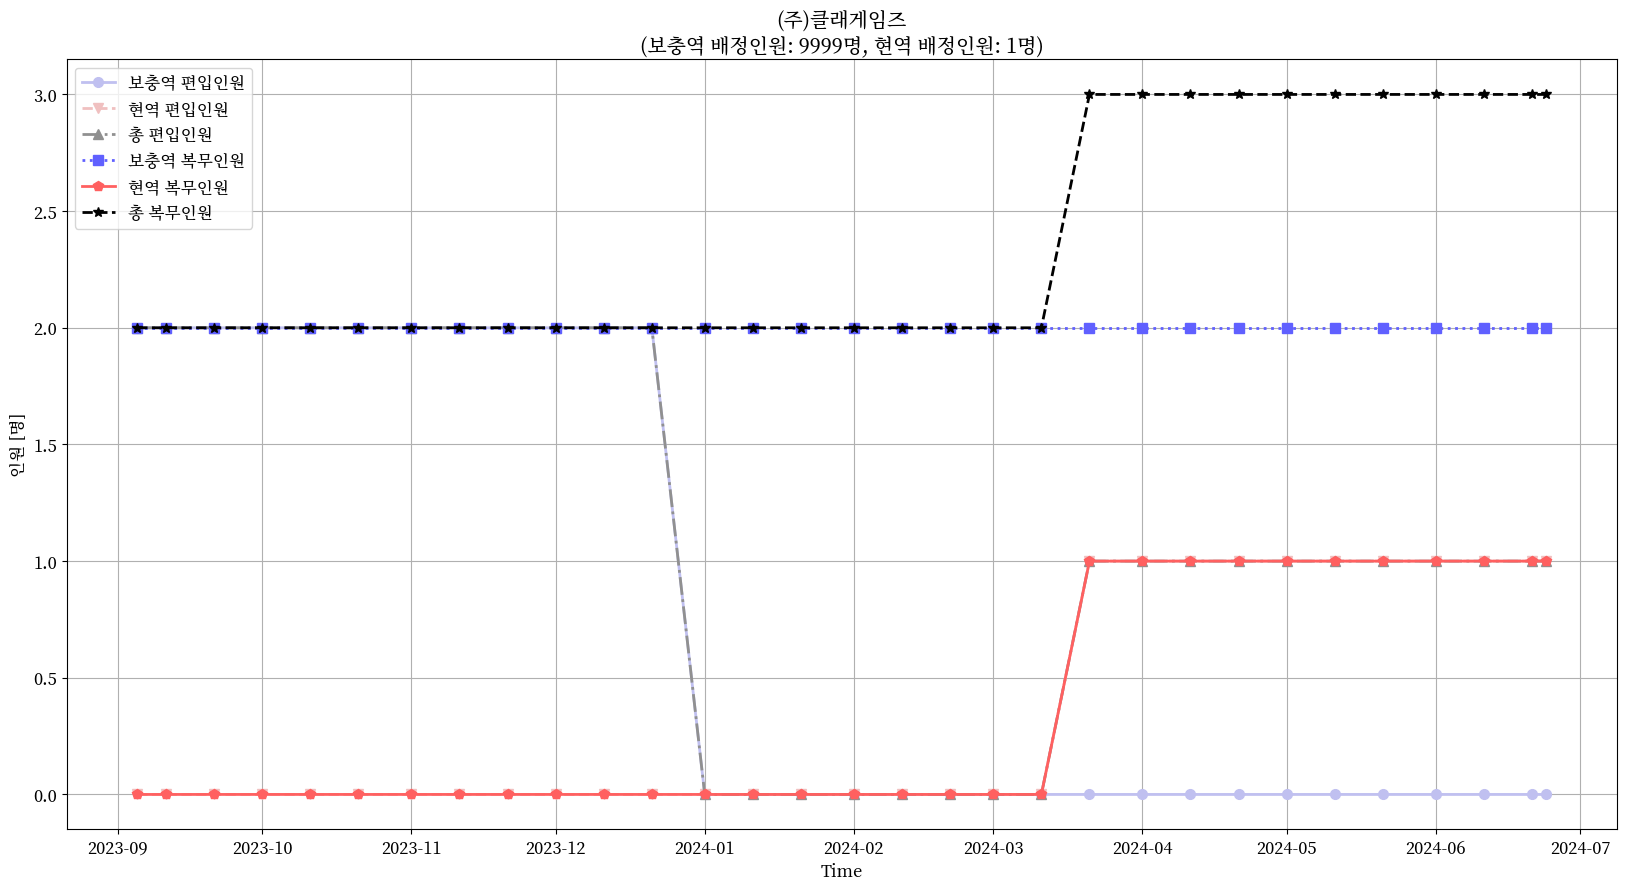 (주)클래게임즈
(보충역 배정인원: 9999명, 현역 배정인원: 1명)
보충역 편입인원
현역 편입인원
총 편입인원
보충역 복무인원
현역 복무인원
총 복무인원
3.0
2.5
2.0
1.5
1.0
0.5
0.0
인원 [명]
2023-09 2023-10 2023-11 2023-12 2024-01 2024-02 2024-03 2024-04 2024-05 2024-06 2024-07
Time